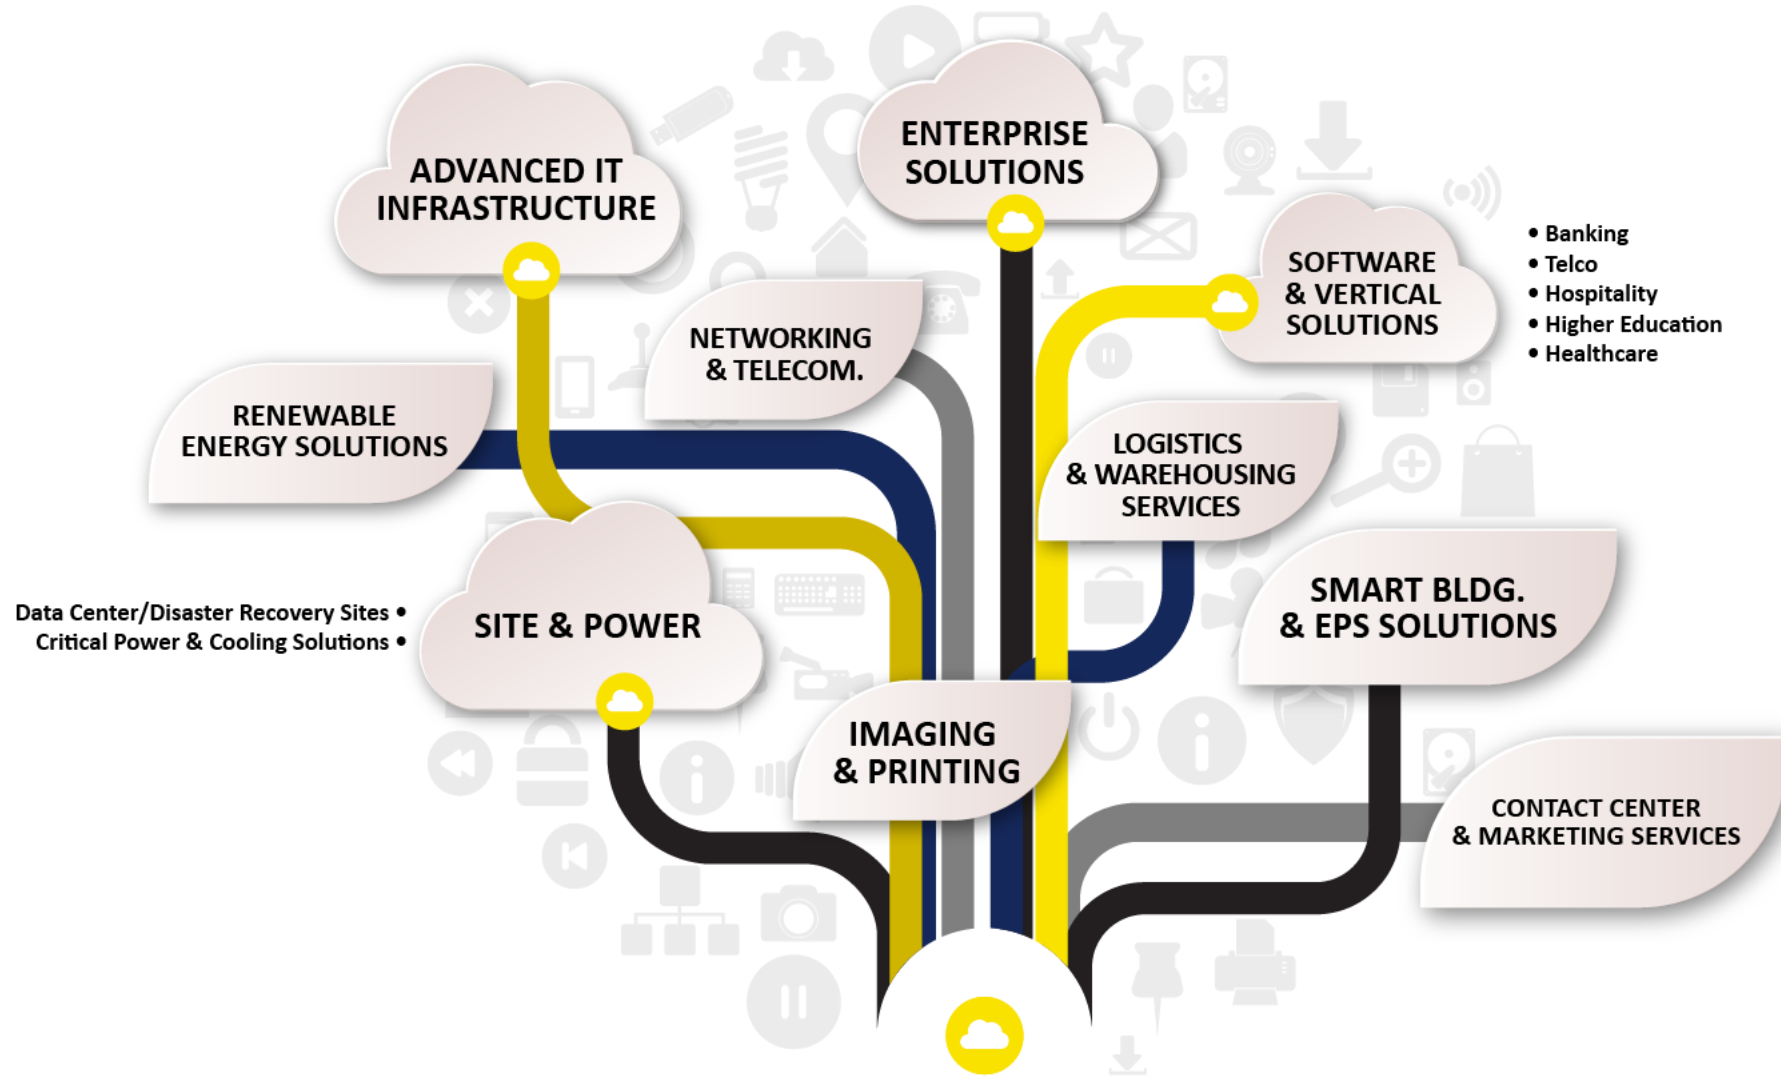 ADVANCED IT
INFRASTRUCTURE
ENTERPRISE
SOLUTIONS
SOFTWARE
& VERTICAL
SOLUTIONS
• Banking
• Telco
• Hospitality
• Higher Education
• Healthcare
NETWORKING
& TELECOM.
RENEWABLE
ENERGY SOLUTIONS
LOGISTICS
& WAREHOUSING
SERVICES
SITE & POWER
Data Center/Disaster Recovery Sites •
Critical Power & Cooling Solutions •
SMART BLDG.
& EPS SOLUTIONS
IMAGING
& PRINTING
CONTACT CENTER
& MARKETING SERVICES